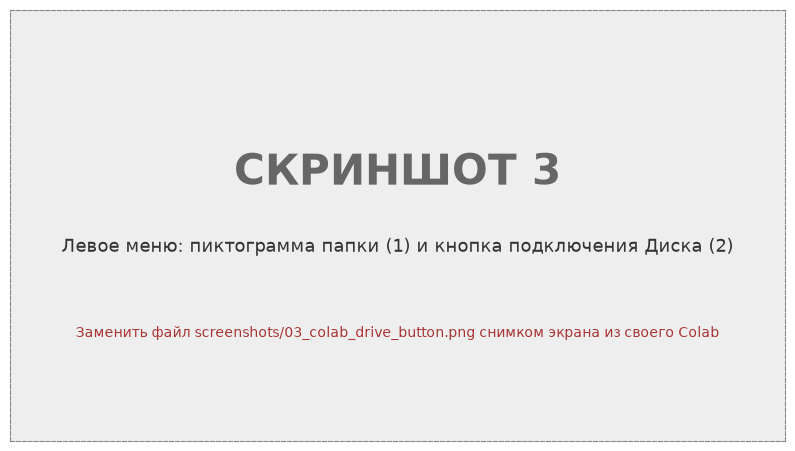 СКРИНШОТ 3
Левое меню: пиктограмма папки (1) и кнопка подключения Диска (2)
Заменить файл screenshots/03_colab_drive_button.png снимком экрана из своего Colab